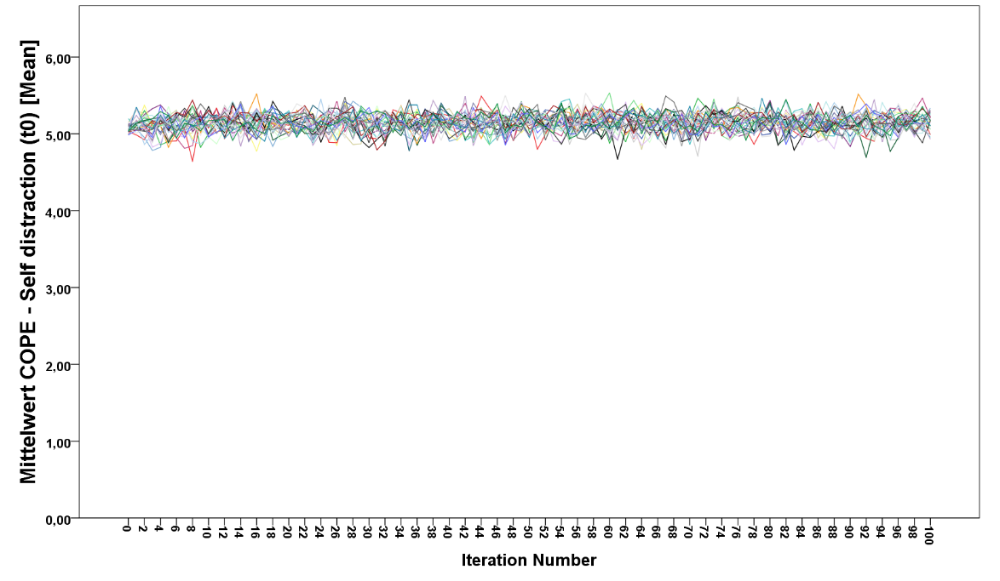 Mittelwert COPE - Self distraction (t0) [Mean]
6,00
5,00
4,00
3,00
2,00
1,00
0,00
0 2 4 6 8 10 12 14 16 18 20 22 24 26 28 30 32 34 36 38 40 42 44 46 48 50 52 54 56 58 60 62 64 66 68 70 72 74 76 78 80 82 84 86 88 90 92 94 96 98 100
Iteration Number